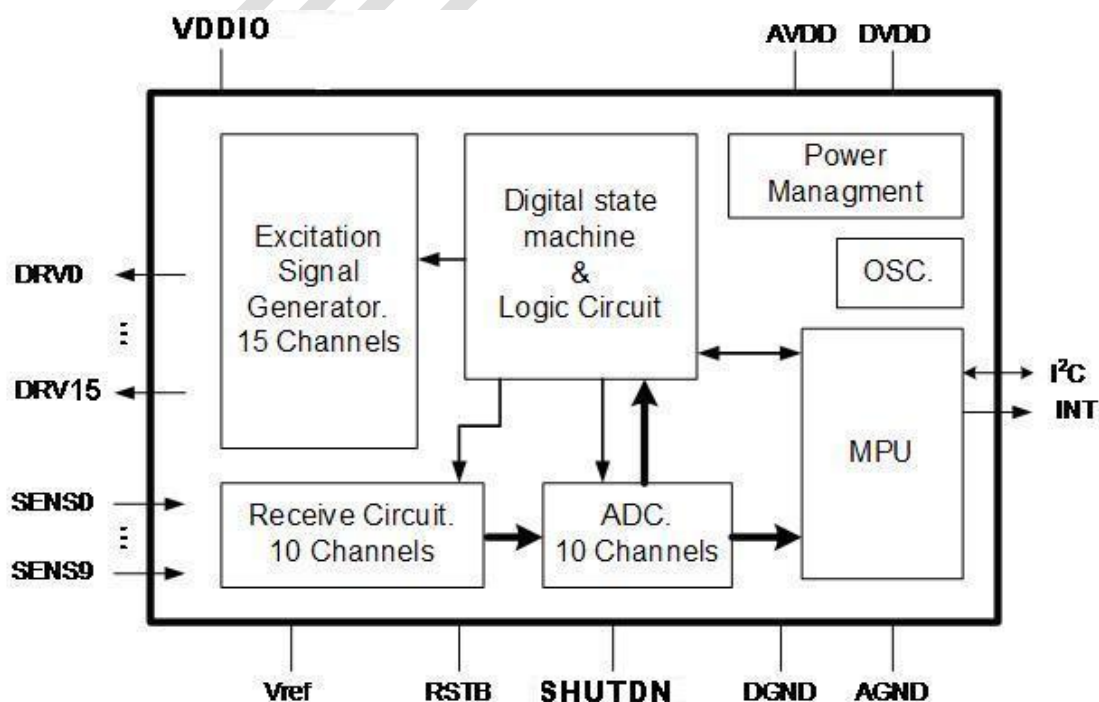 VDDIO
AVDD DVDD
Excitation
Signal
Generator.
15 Channels
Digital state
machine
&
Logic Circuit
Power
Managment
OSC.
DRV0
...
DRV15
MPU
I²C
INT
SENS0
...
SENS9
Receive Circuit.
10 Channels
ADC.
10 Channels
Vref
RSTB
SHUTDN
DGND
AGND